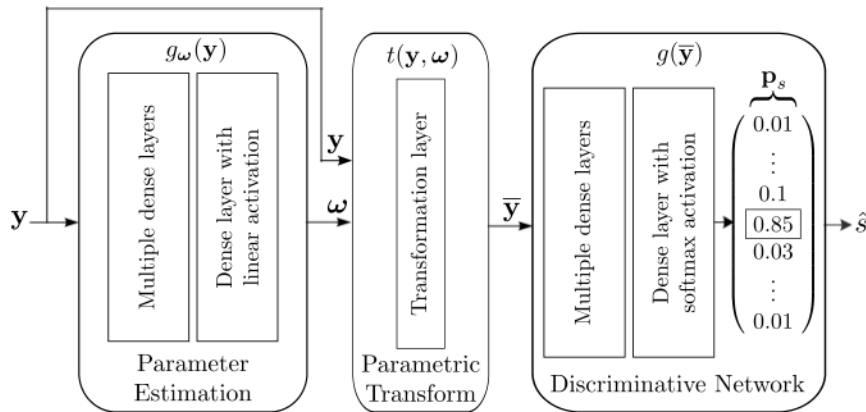 y
g_ω(y)
Multiple dense layers
Dense layer with
linear activation
Parameter
Estimation
y
ω
t(y, ω)
Transformation layer
Parametric
Transform
ȳ
g(ȳ)
Multiple dense layers
Dense layer with
softmax activation
p_s
0.01
⋮
0.1
0.85
0.03
⋮
0.01
Discriminative Network
ŝ